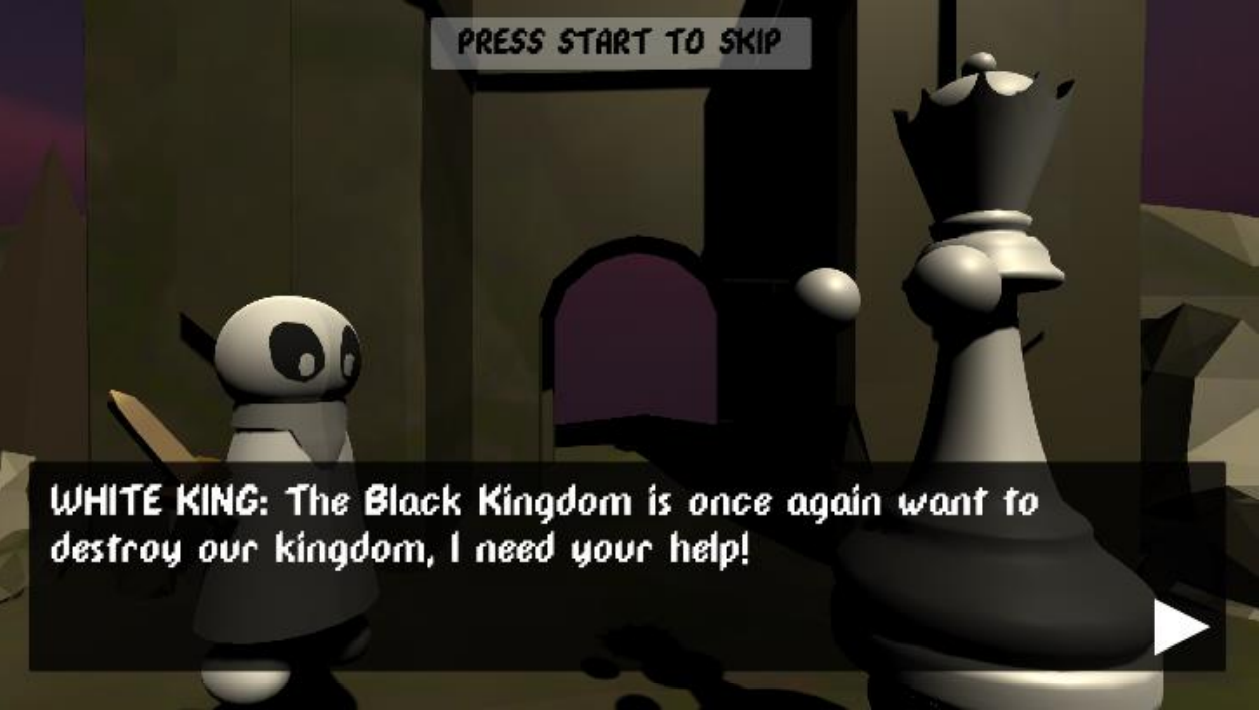 PRESS START TO SKIP
WHITE KING: The Black Kingdom is once again want to
destroy our kingdom, I need your help!